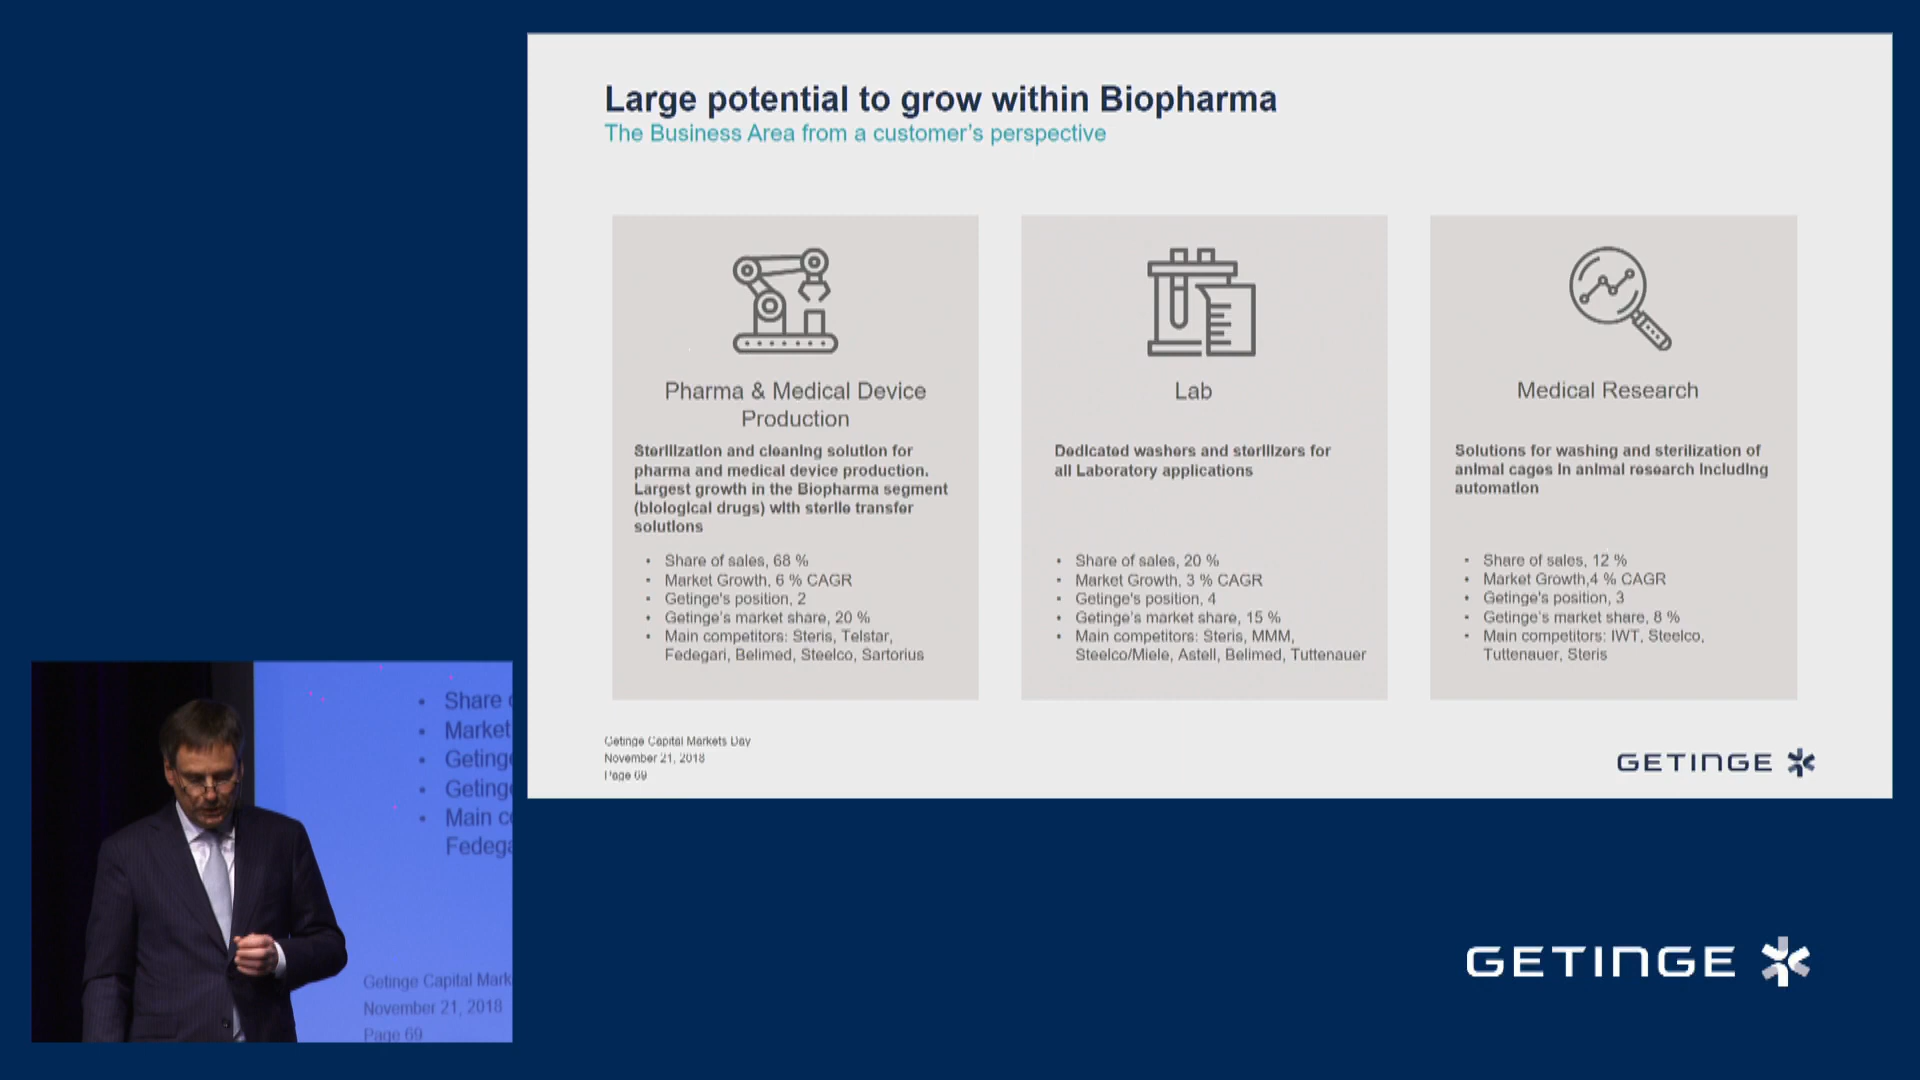 Large potential to grow within Biopharma
The Business Area from a customer's perspective
Pharma & Medical Device
Production
Sterilization and cleaning solution for
pharma and medical device production.
Largest growth in the Biopharma segment
(biological drugs) with sterile transfer
solutions
• Share of sales, 68 %
• Market Growth, 6 % CAGR
• Getinge's position, 2
• Getinge's market share, 20 %
• Main competitors: Steris, Telstar,
Fedegari, Belimed, Steelco, Sartorius
Lab
Dedicated washers and sterilizers for
all Laboratory applications
• Share of sales, 20 %
• Market Growth, 3 % CAGR
• Getinge's position, 4
• Getinge's market share, 15 %
• Main competitors: Steris, MMM,
Steelco/Miele, Astell, Belimed, Tuttenauer
Medical Research
Solutions for washing and sterilization of
animal cages in animal research including
automation
• Share of sales, 12 %
• Market Growth,4 % CAGR
• Getinge's position, 3
• Getinge's market share, 8 %
• Main competitors: IWT, Steelco,
Tuttenauer, Steris
Getinge Capital Markets Day
November 21, 2018
Page 69
GETINGE
• Share
• Market
• Getinge
• Getinge
• Main c
Fedega
Getinge Capital Mark
November 21, 2018
Page 69
GETINGE